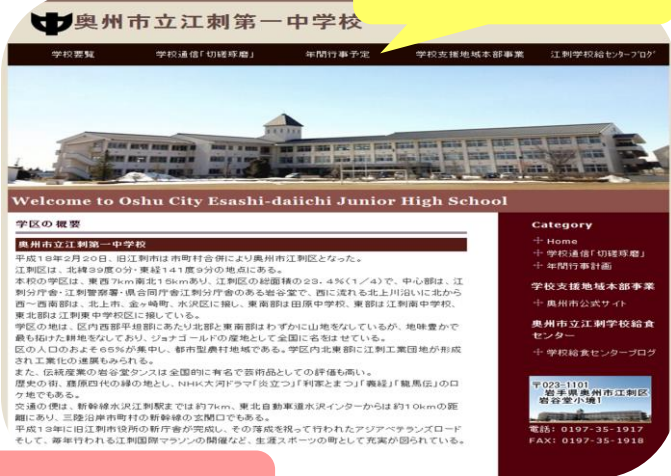 奥州市立江刺第一中学校
学校要覧 学校通信「切磋琢磨」 年間行事予定 学校支援地域本部事業 江刺学校給センターブログ
Welcome to Oshu City Esashi-daiichi Junior High School
学区の概要
奥州市立江刺第一中学校
平成18年2月20日、旧江刺市は市町村合併により奥州市江刺区となった。
江刺区は、北緯39度0分・東経141度9分の地点にある。
本校の学区は、東西7km南北15kmあり、江刺区の総面積の23.4%(1/4)で、中心部は、江
刺分庁舎・江刺警察署・県合同庁舎江刺分庁舎のある岩谷堂で、西に流れる北上川沿いに北から
西〜西南部は、北上市、金ヶ崎町、水沢区に接し、東南部は田原中学校、東部は江刺南中学校、
東北部は江刺東中学校区に接している。
学区の地は、区内西部平坦部にあたり北部と東南部はわずかに山地をなしているが、地味豊かで
最も拓けた耕地をなしており、ジョナゴールドの産地として全国に名をはせている。
区の人口のおよそ65%が集中し、都市型農村地域である。学区内北東部に江刺工業団地が形成
され工業化の進展もみられる。
また、伝統産業の岩谷堂タンスは全国的に有名で芸術品としての評価も高い。
歴史の街、藤原四代の縁の地とし、NHK大河ドラマ「炎立つ」「利家とまつ」「義経」「龍馬伝」のロ
ケ地でもある。
交通の便は、新幹線水沢江刺駅までは約7km、東北自動車道水沢インターからは約10kmの距
離にあり、三陸沿岸市町村の新幹線の玄関口でもある。
平成13年に旧江刺市役所の新庁舎が完成し、その落成を祝って行われたアジアベテランズロード
そして、毎年行われる江刺国際マラソンの開催など、生涯スポーツの町として充実が図られている。
Category
Home
学校通信「切磋琢磨」
年間行事計画
学校支援地域本部事業
奥州市公式サイト
奥州市立江刺学校給食
センター
学校給食センターブログ
〒023-1101
岩手県奥州市江刺区
岩谷堂小境1
電話: 0197-35-1917
FAX: 0197-35-1918